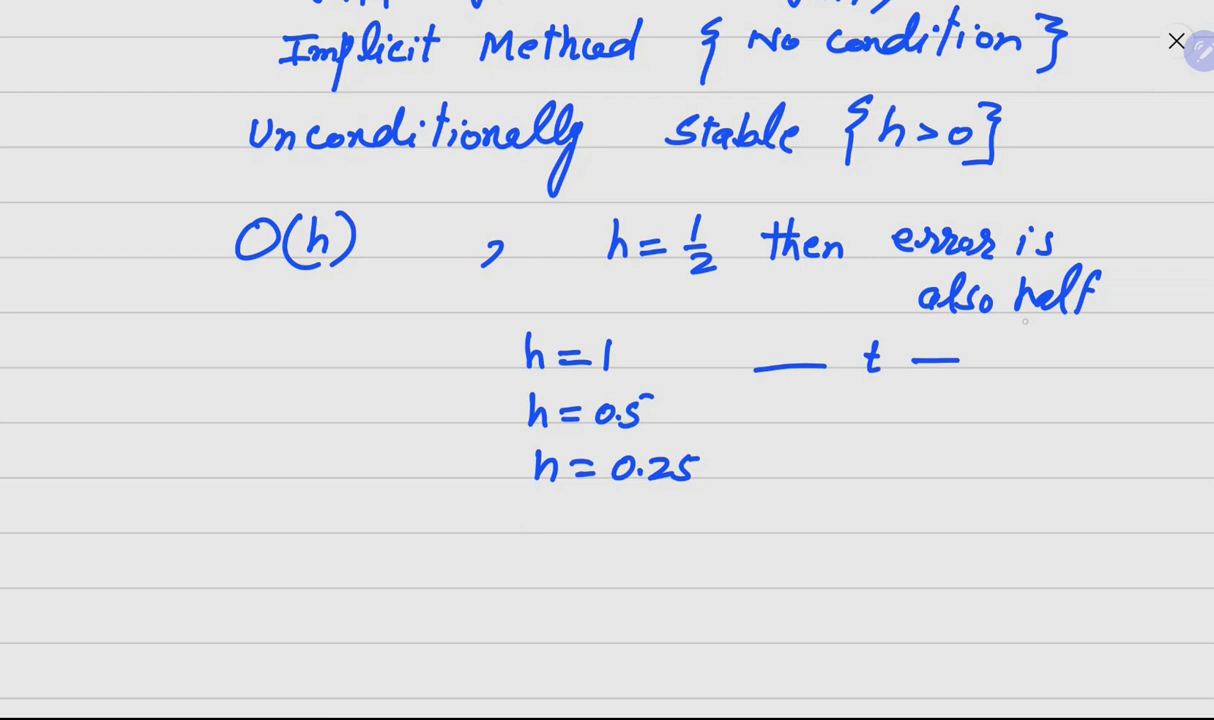 Implicit Method { No condition }
Unconditionally stable { h > 0 ]
O(h) , h = 1/2 then error is
also half
h = 1 — t —
h = 0.5
h = 0.25